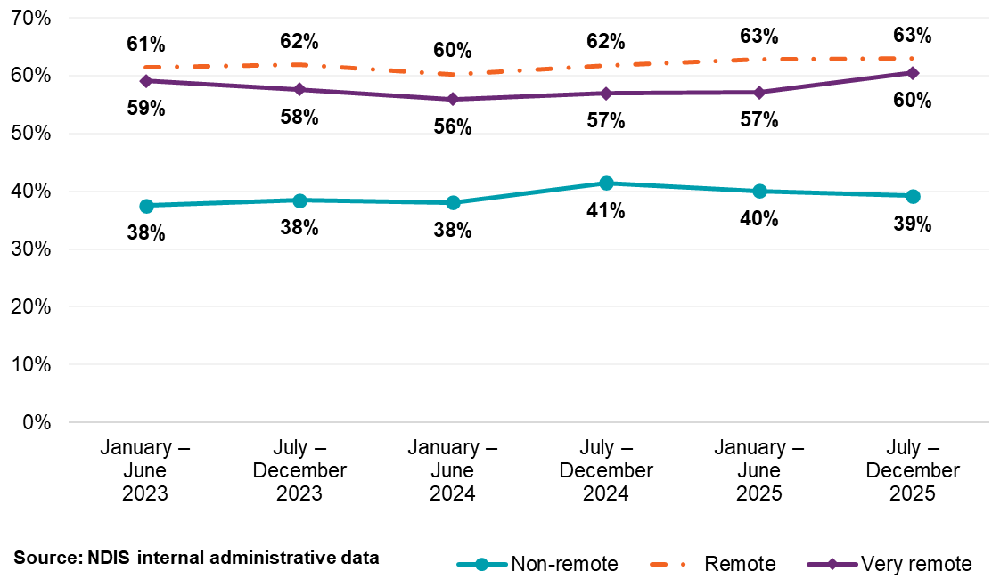 70%
61%
62%
60%
62%
63%
63%
60%
59%
58%
56%
57%
57%
60%
50%
40%
38%
38%
38%
41%
40%
39%
30%
20%
10%
0%
January –
June
2023
July –
December
2023
January –
June
2024
July –
December
2024
January –
June
2025
July –
December
2025
Source: NDIS internal administrative data
Non-remote
Remote
Very remote